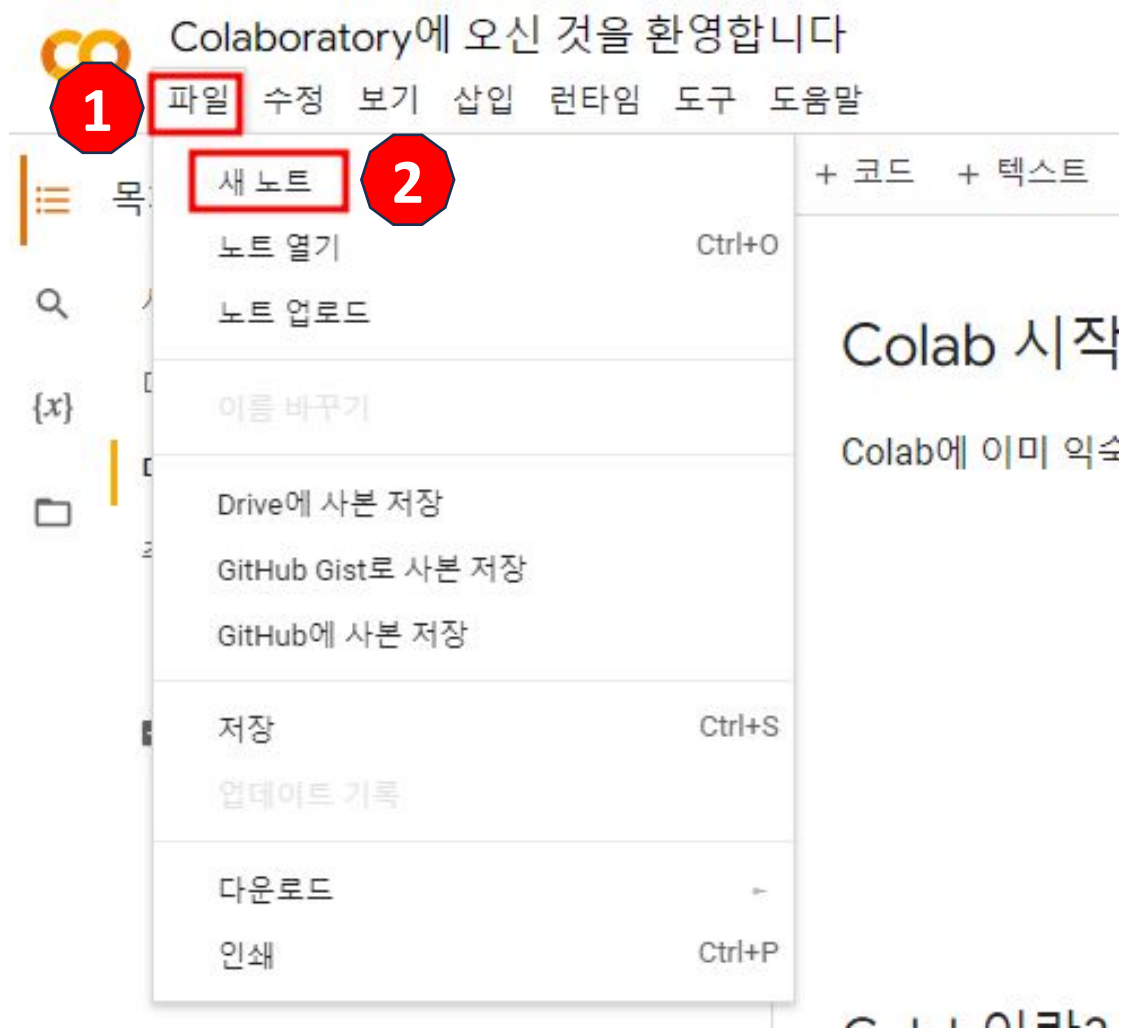 Colaboratory에 오신 것을 환영합니다
1
파일 수정 보기 삽입 런타임 도구 도움말
새 노트 2
+ 코드 + 텍스트
노트 열기 Ctrl+O
노트 업로드
Colab 시작
이름 바꾸기
{x}
Colab에 이미
Drive에 사본 저장
GitHub Gist로 사본 저장
GitHub에 사본 저장
저장 Ctrl+S
업데이트 기록
다운로드
인쇄 Ctrl+P